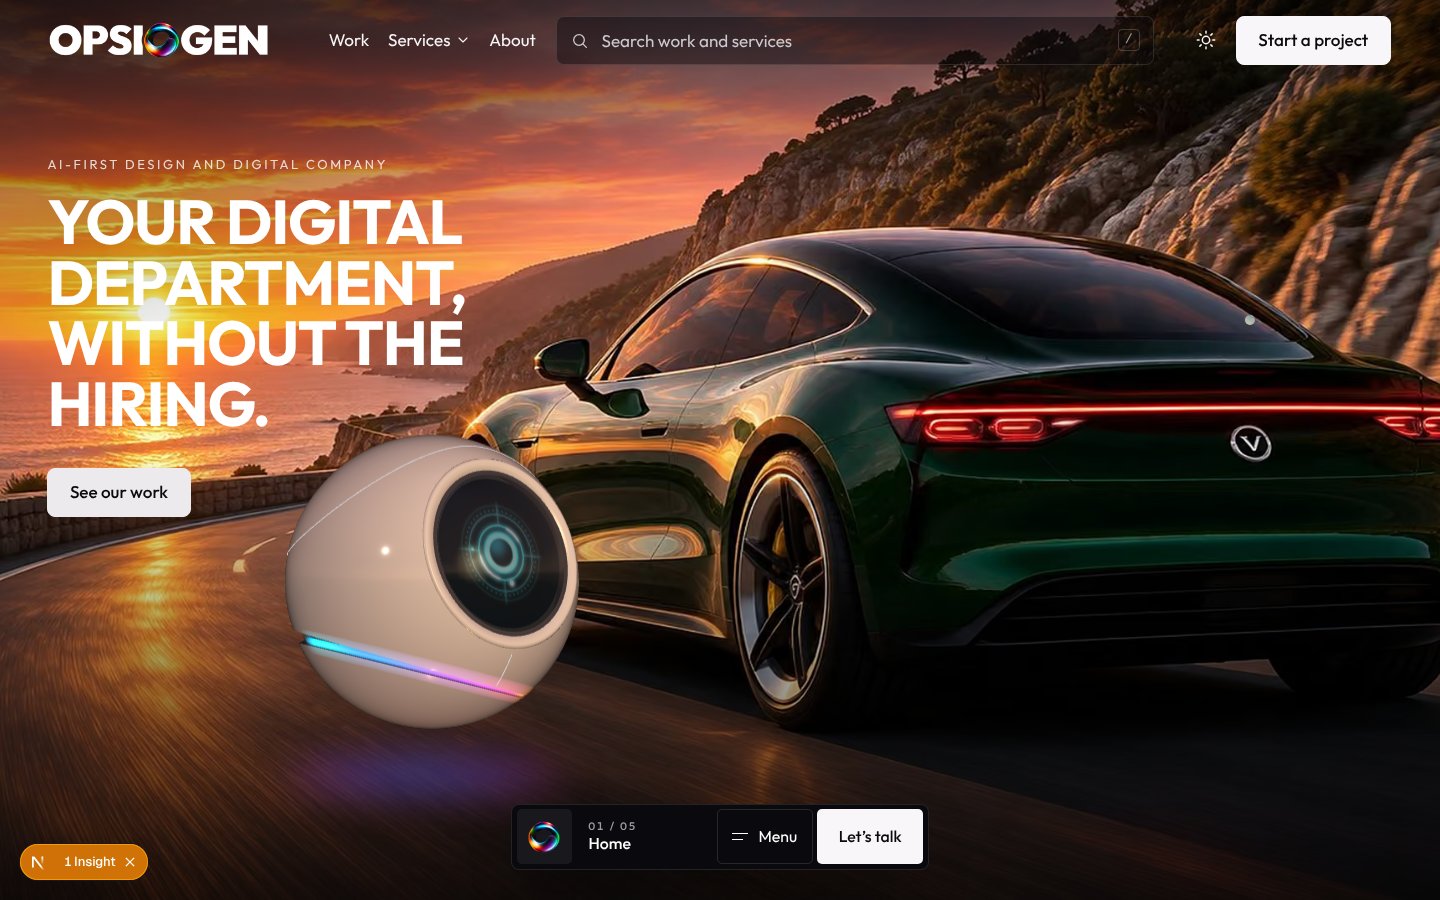 OPSIOGEN
Work
Services
About
Search work and services
/
Start a project
AI-FIRST DESIGN AND DIGITAL COMPANY
YOUR DIGITAL
DEPARTMENT,
WITHOUT THE
HIRING.
See our work
V
01 / 05
Home
Menu
Let’s talk
N
1 Insight